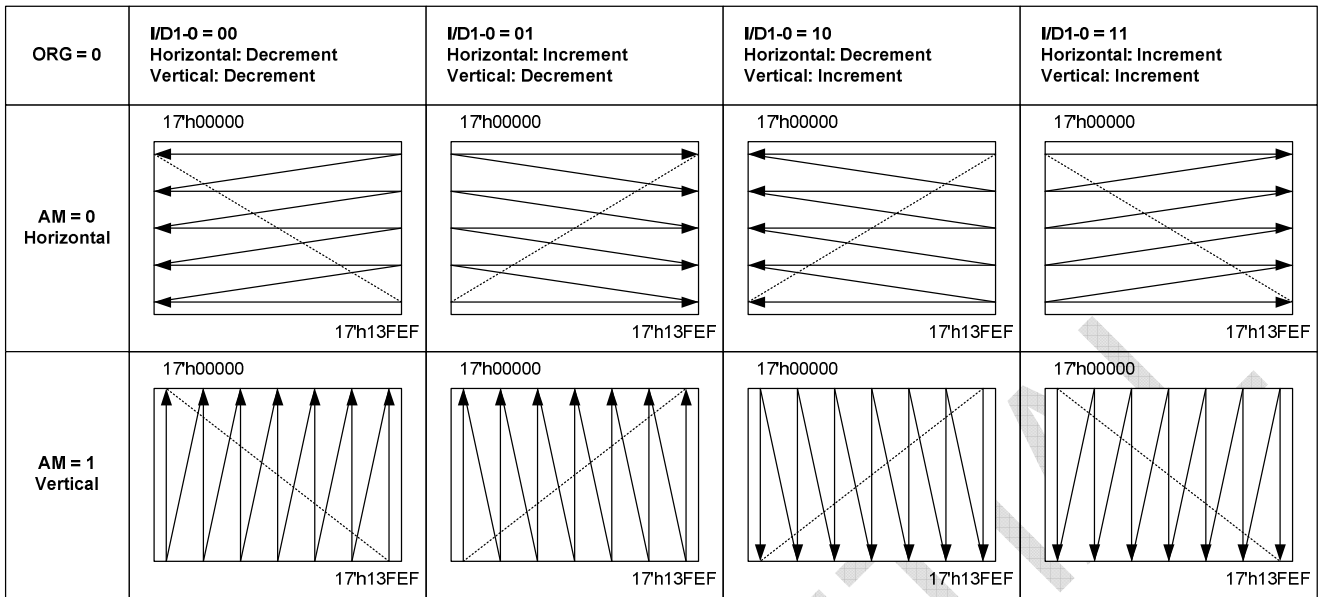 ORG = 0
I/D1-0 = 00
Horizontal: Decrement
Vertical: Decrement
I/D1-0 = 01
Horizontal: Increment
Vertical: Decrement
I/D1-0 = 10
Horizontal: Decrement
Vertical: Increment
I/D1-0 = 11
Horizontal: Increment
Vertical: Increment
AM = 0
Horizontal
17'h00000
17'h13FEF
17'h00000
17'h13FEF
17'h00000
17'h13FEF
17'h00000
17'h13FEF
AM = 1
Vertical
17'h00000
17'h13FEF
17'h00000
17'h13FEF
17'h00000
17'h13FEF
17'h00000
17'h13FEF